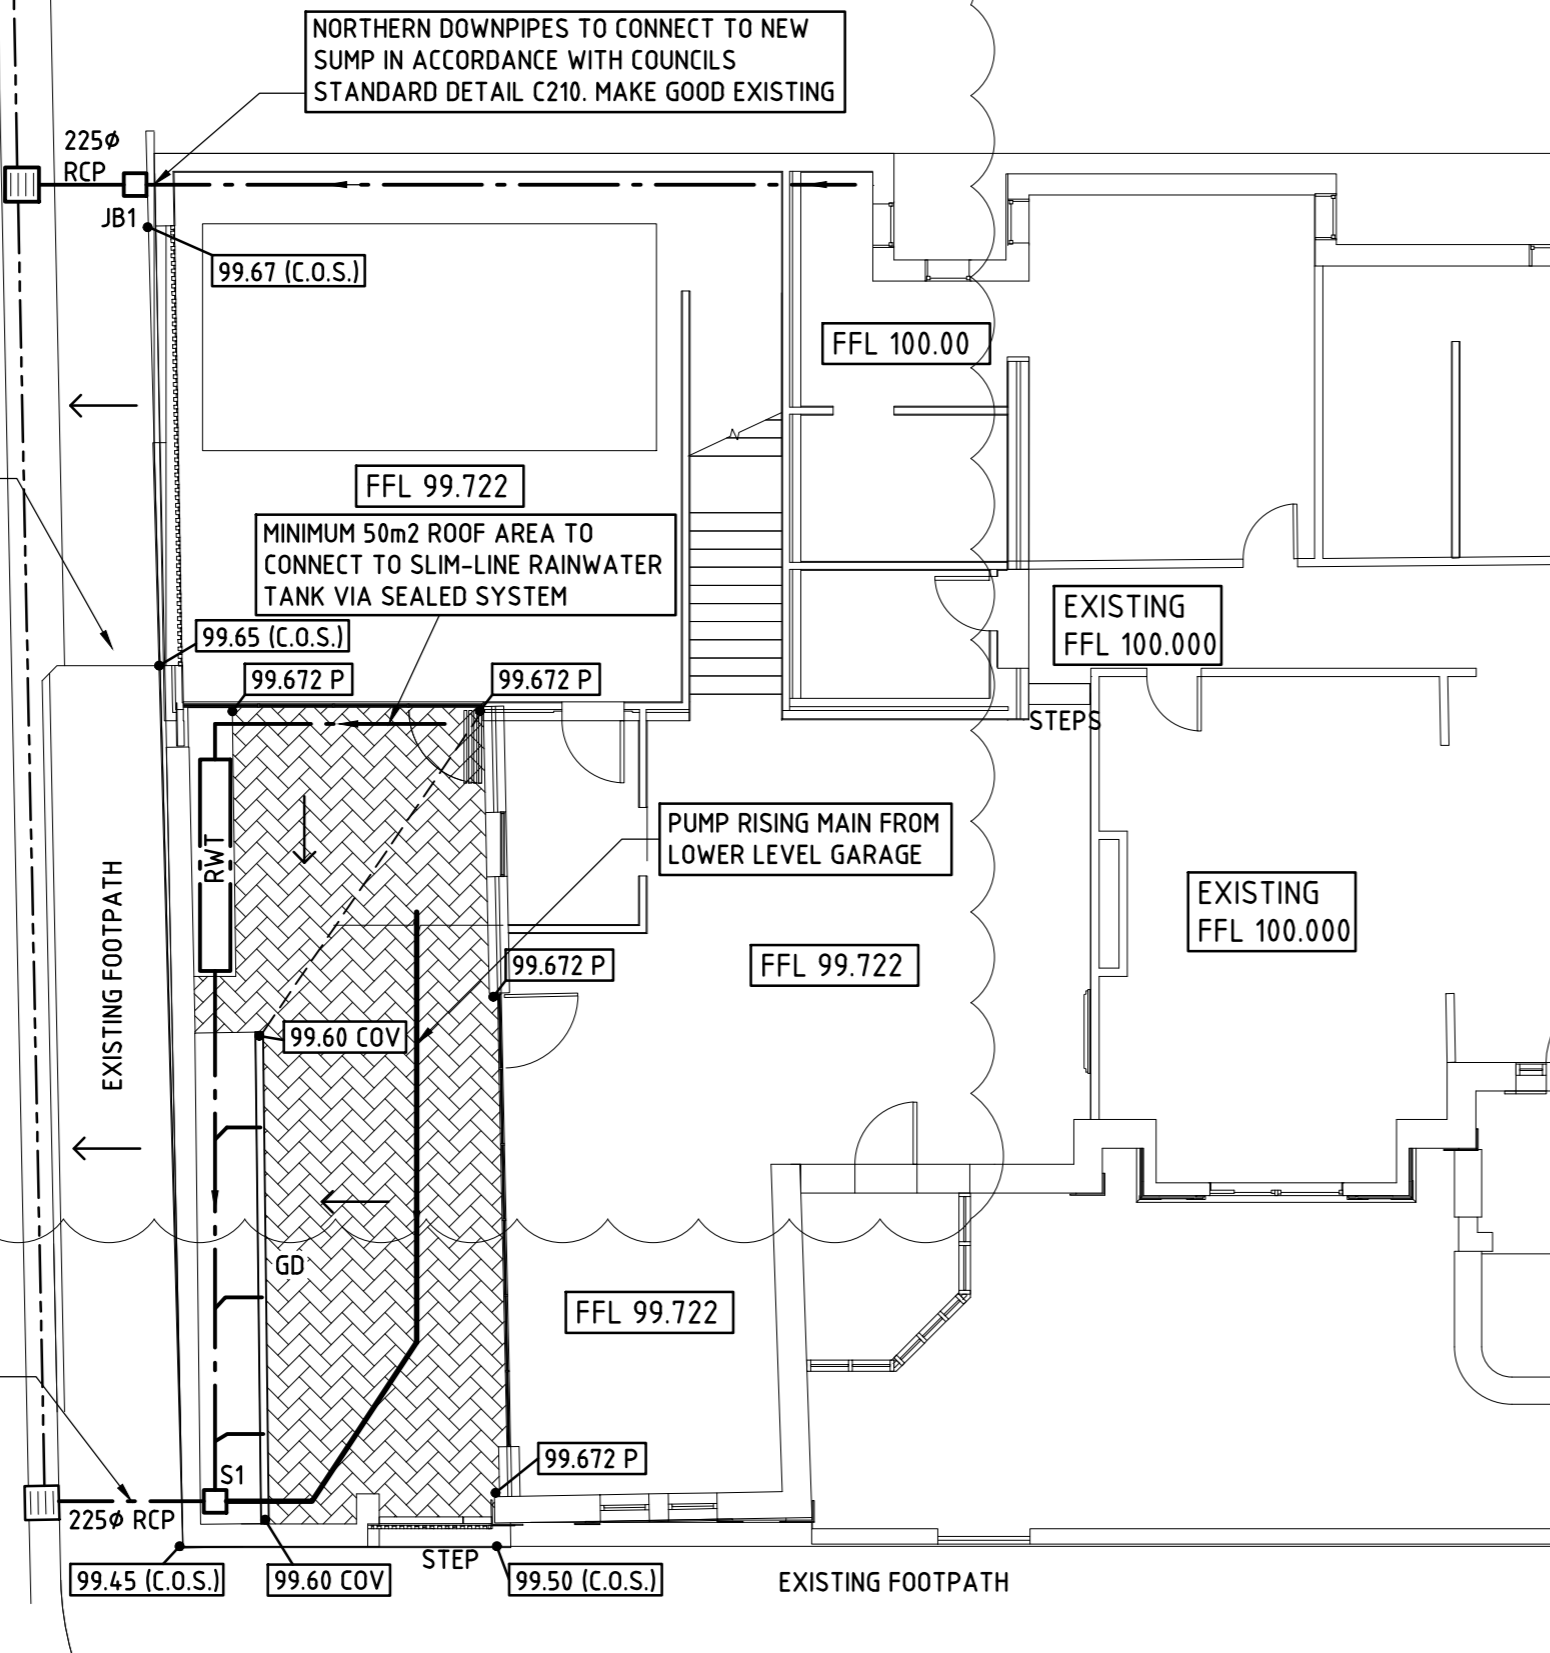 NORTHERN DOWNPIPES TO CONNECT TO NEW
SUMP IN ACCORDANCE WITH COUNCILS
STANDARD DETAIL C210. MAKE GOOD EXISTING
225Ø
RCP
JB1
99.67 (C.O.S.)
FFL 100.00
FFL 99.722
MINIMUM 50m2 ROOF AREA TO
CONNECT TO SLIM-LINE RAINWATER
TANK VIA SEALED SYSTEM
EXISTING
FFL 100.000
99.65 (C.O.S.)
99.672 P
99.672 P
STEPS
PUMP RISING MAIN FROM
LOWER LEVEL GARAGE
RWT
EXISTING
FFL 100.000
EXISTING FOOTPATH
99.672 P
FFL 99.722
99.60 COV
GD
FFL 99.722
99.672 P
S1
225Ø RCP
STEP
99.45 (C.O.S.)
99.60 COV
99.50 (C.O.S.)
EXISTING FOOTPATH